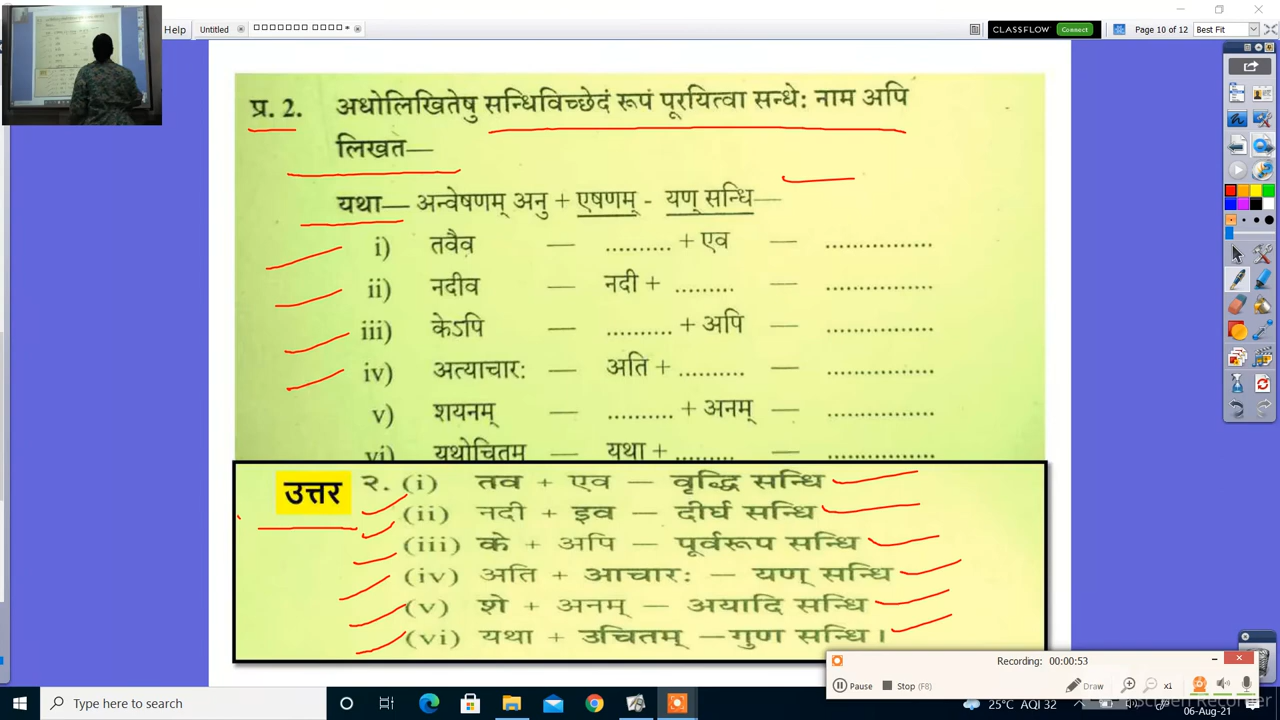 Help Untitled
CLASSFLOW Connect Page 10 of 12 Best Fit
प्र. 2. अधोलिखितेषु सन्धिविच्छेदं रूपं पूरयित्वा सन्धे: नाम अपि
लिखत—
यथा— अन्वेषणम् अनु + एषणम् - यण् सन्धि—
i) तवैव — .......... + एव — ................
ii) नदीव — नदी + ......... — ................
iii) केऽपि — .......... + अपि — ................
iv) अत्याचार: — अति + .......... — ................
v) शयनम् — .......... + अनम् — ................
vi) यथोचितम् — यथा + ......... — ................
उत्तर २. (i) तव + एव — वृद्धि सन्धि
(ii) नदी + इव — दीर्घ सन्धि
(iii) के + अपि — पूर्वरूप सन्धि
(iv) अति + आचार: — यण् सन्धि
(v) शे + अनम् — अयादि सन्धि
(vi) यथा + उचितम् —गुण सन्धि।
Recording: 00:00:53
Pause Stop (F8) Draw x1
Type here to search
25°C AQI 32
06-Aug-21